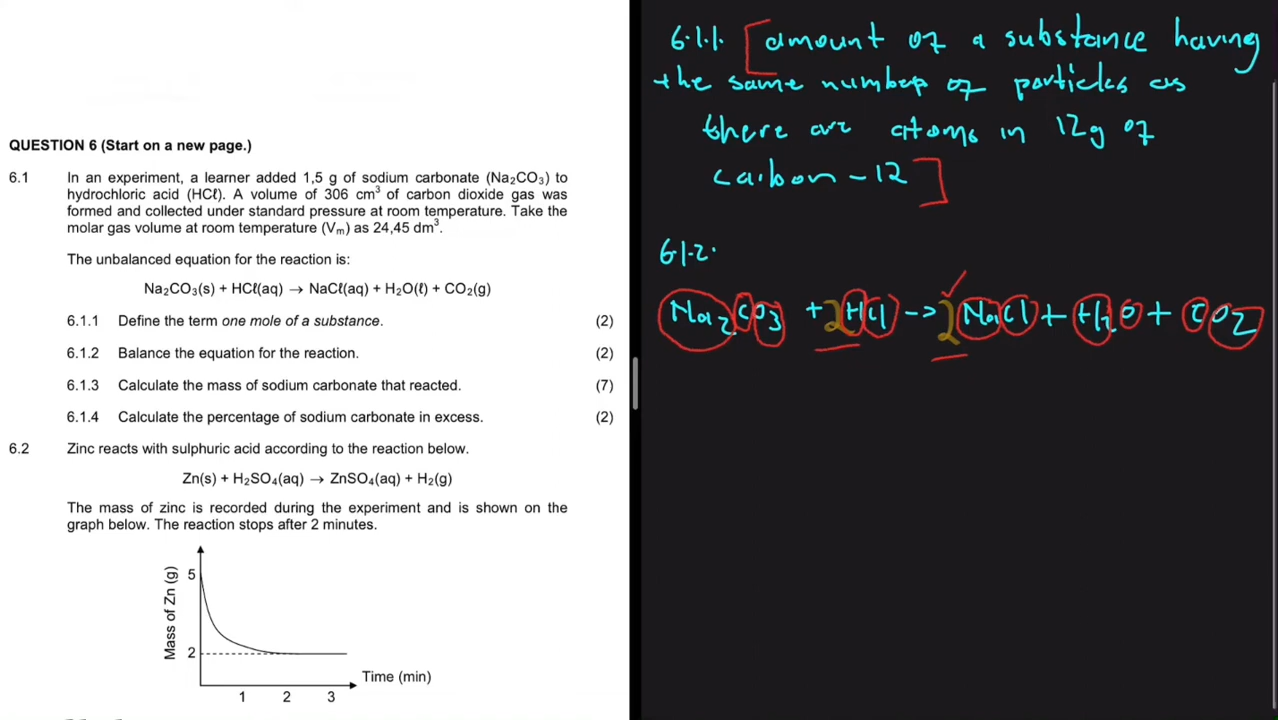 QUESTION 6 (Start on a new page.)
6.1 In an experiment, a learner added 1,5 g of sodium carbonate (Na₂CO₃) to
hydrochloric acid (HCℓ). A volume of 306 cm³ of carbon dioxide gas was
formed and collected under standard pressure at room temperature. Take the
molar gas volume at room temperature (Vm) as 24,45 dm³.
The unbalanced equation for the reaction is:
Na₂CO₃(s) + HCℓ(aq) → NaCℓ(aq) + H₂O(ℓ) + CO₂(g)
6.1.1 Define the term one mole of a substance. (2)
6.1.2 Balance the equation for the reaction. (2)
6.1.3 Calculate the mass of sodium carbonate that reacted. (7)
6.1.4 Calculate the percentage of sodium carbonate in excess. (2)
6.2 Zinc reacts with sulphuric acid according to the reaction below.
Zn(s) + H₂SO₄(aq) → ZnSO₄(aq) + H₂(g)
The mass of zinc is recorded during the experiment and is shown on the
graph below. The reaction stops after 2 minutes.
Mass of Zn (g)
5
2
Time (min)
1 2 3
6.1.1. [amount of a substance having
the same number of particles as
there are atoms in 12g of
carbon-12]
6.1.2.
Na₂CO₃ + 2HCl -> 2NaCl + H₂O + CO₂